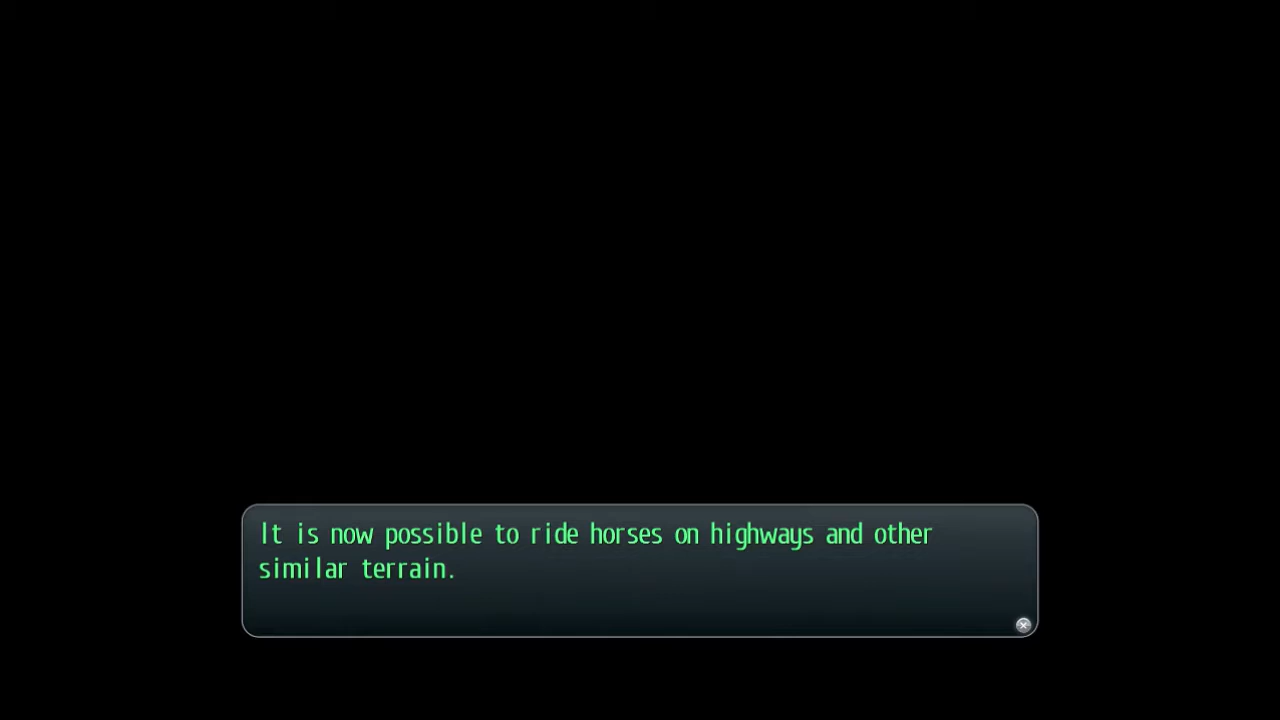 It is now possible to ride horses on highways and other
similar terrain.